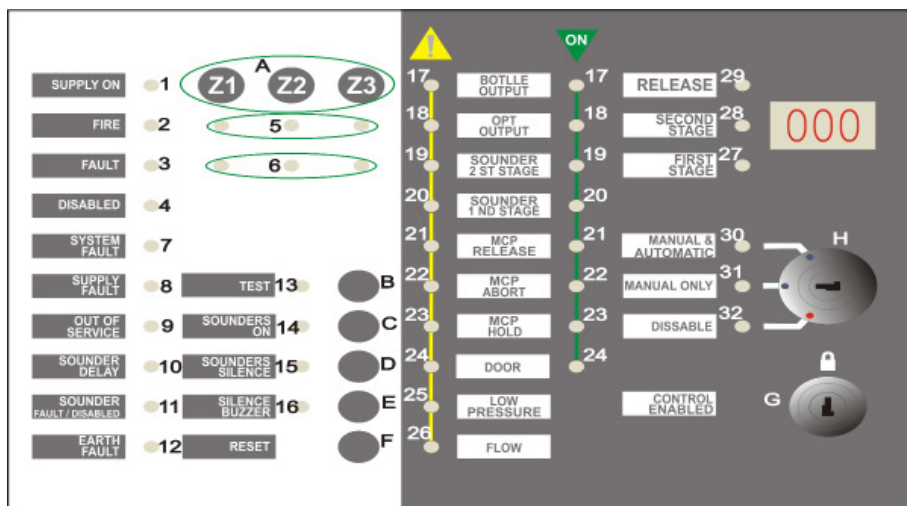 ON
A
Z1 Z2 Z3
SUPPLY ON 1
FIRE 2 5
FAULT 3 6
DISABLED 4
SYSTEM
FAULT 7
SUPPLY
FAULT 8 TEST 13 B
OUT OF
SERVICE 9 SOUNDERS
ON 14 C
SOUNDER
DELAY 10 SOUNDERS
SILENCE 15 D
SOUNDER
FAULT / DISABLED 11 SILENCE
BUZZER 16 E
EARTH
FAULT 12 RESET F
17 BOTLLE
OUTPUT 17
18 OPT
OUTPUT 18
19 SOUNDER
2 ST STAGE 19
20 SOUNDER
1 ND STAGE 20
21 MCP
RELEASE 21
22 MCP
ABORT 22
23 MCP
HOLD 23
24 DOOR 24
25 LOW
PRESSURE
26 FLOW
RELEASE 29
SECOND
STAGE 28
FIRST
STAGE 27
000
H
MANUAL &
AUTOMATIC 30
MANUAL ONLY 31
DISSABLE 32
CONTROL
ENABLED G